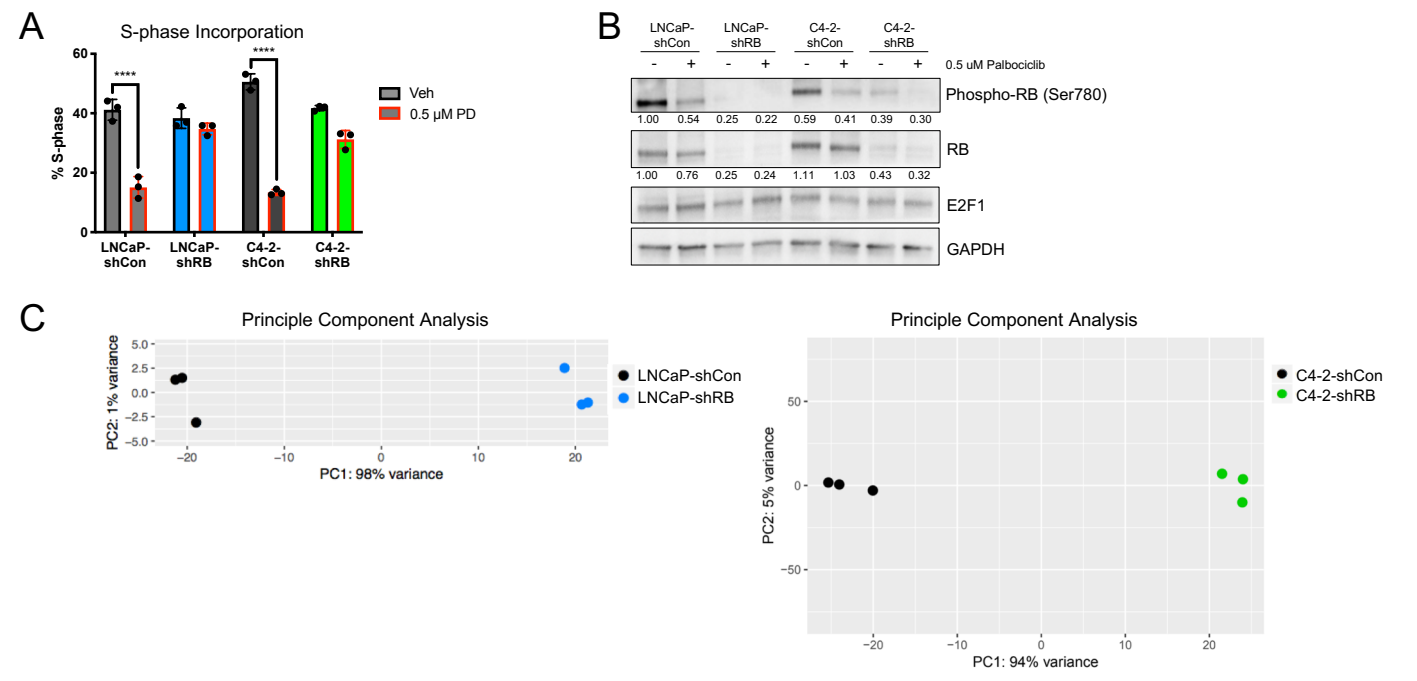 A
S-phase Incorporation
60
40
20
0
% S-phase
****
****
LNCaP-
shCon
LNCaP-
shRB
C4-2-
shCon
C4-2-
shRB
Veh
0.5 µM PD
B
LNCaP-
shCon
LNCaP-
shRB
C4-2-
shCon
C4-2-
shRB
- + - + - + - + 0.5 uM Palbociclib
Phospho-RB (Ser780)
1.00 0.54 0.25 0.22 0.59 0.41 0.39 0.30
RB
1.00 0.76 0.25 0.24 1.11 1.03 0.43 0.32
E2F1
GAPDH
C
Principle Component Analysis
PC2: 1% variance
5.0
2.5
0.0
−2.5
−5.0
−20 −10 0 10 20
PC1: 98% variance
LNCaP-shCon
LNCaP-shRB
Principle Component Analysis
PC2: 5% variance
50
0
−50
−20 −10 0 10 20
PC1: 94% variance
C4-2-shCon
C4-2-shRB